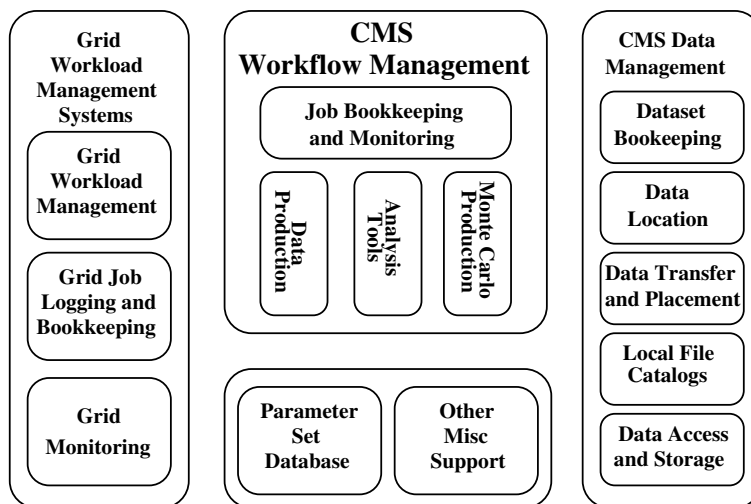 Grid
Workload
Management
Systems
Grid
Workload
Management
Grid Job
Logging and
Bookkeeping
Grid
Monitoring
CMS
Workflow Management
Job Bookkeeping
and Monitoring
Data
Production
Analysis
Tools
Monte Carlo
Production
Parameter
Set
Database
Other
Misc
Support
CMS Data
Management
Dataset
Bookeeping
Data
Location
Data Transfer
and Placement
Local File
Catalogs
Data Access
and Storage